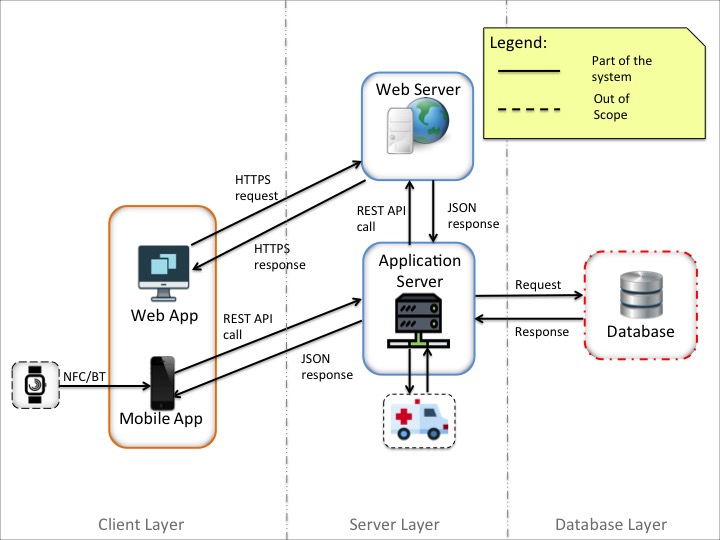 Legend:
Part of the
system
Out of
Scope
Web Server
HTTPS
request
HTTPS
response
REST API
call
JSON
response
Application
Server
Web App
REST API
call
JSON
response
Request
Response
Database
NFC/BT
Mobile App
Client Layer
Server Layer
Database Layer